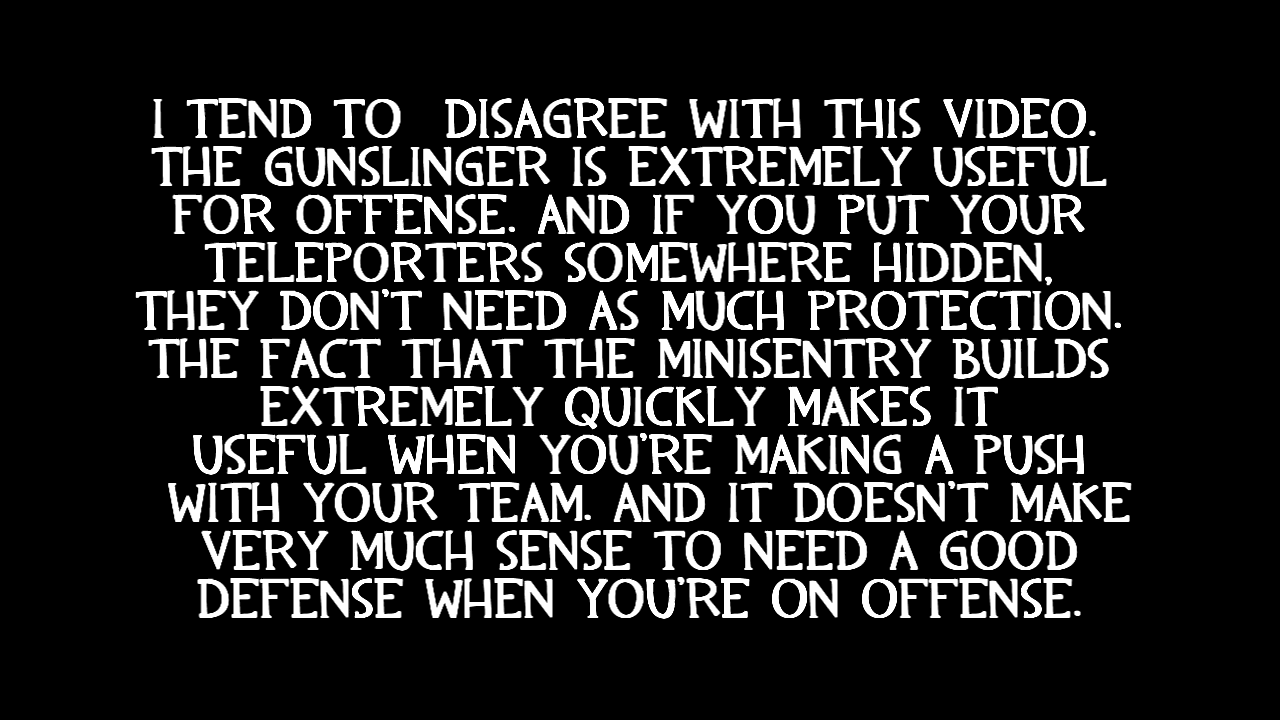 I TEND TO  DISAGREE WITH THIS VIDEO.
THE GUNSLINGER IS EXTREMELY USEFUL
FOR OFFENSE. AND IF YOU PUT YOUR
TELEPORTERS SOMEWHERE HIDDEN,
THEY DON'T NEED AS MUCH PROTECTION.
THE FACT THAT THE MINISENTRY BUILDS
EXTREMELY QUICKLY MAKES IT
USEFUL WHEN YOU'RE MAKING A PUSH
WITH YOUR TEAM. AND IT DOESN'T MAKE
VERY MUCH SENSE TO NEED A GOOD
DEFENSE WHEN YOU'RE ON OFFENSE.